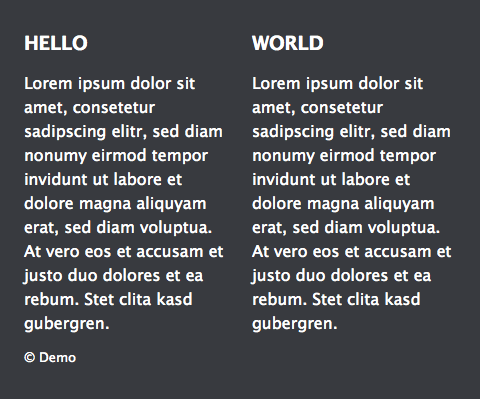 HELLO
Lorem ipsum dolor sit
amet, consetetur
sadipscing elitr, sed diam
nonumy eirmod tempor
invidunt ut labore et
dolore magna aliquyam
erat, sed diam voluptua.
At vero eos et accusam et
justo duo dolores et ea
rebum. Stet clita kasd
gubergren.
WORLD
Lorem ipsum dolor sit
amet, consetetur
sadipscing elitr, sed diam
nonumy eirmod tempor
invidunt ut labore et
dolore magna aliquyam
erat, sed diam voluptua.
At vero eos et accusam et
justo duo dolores et ea
rebum. Stet clita kasd
gubergren.
© Demo